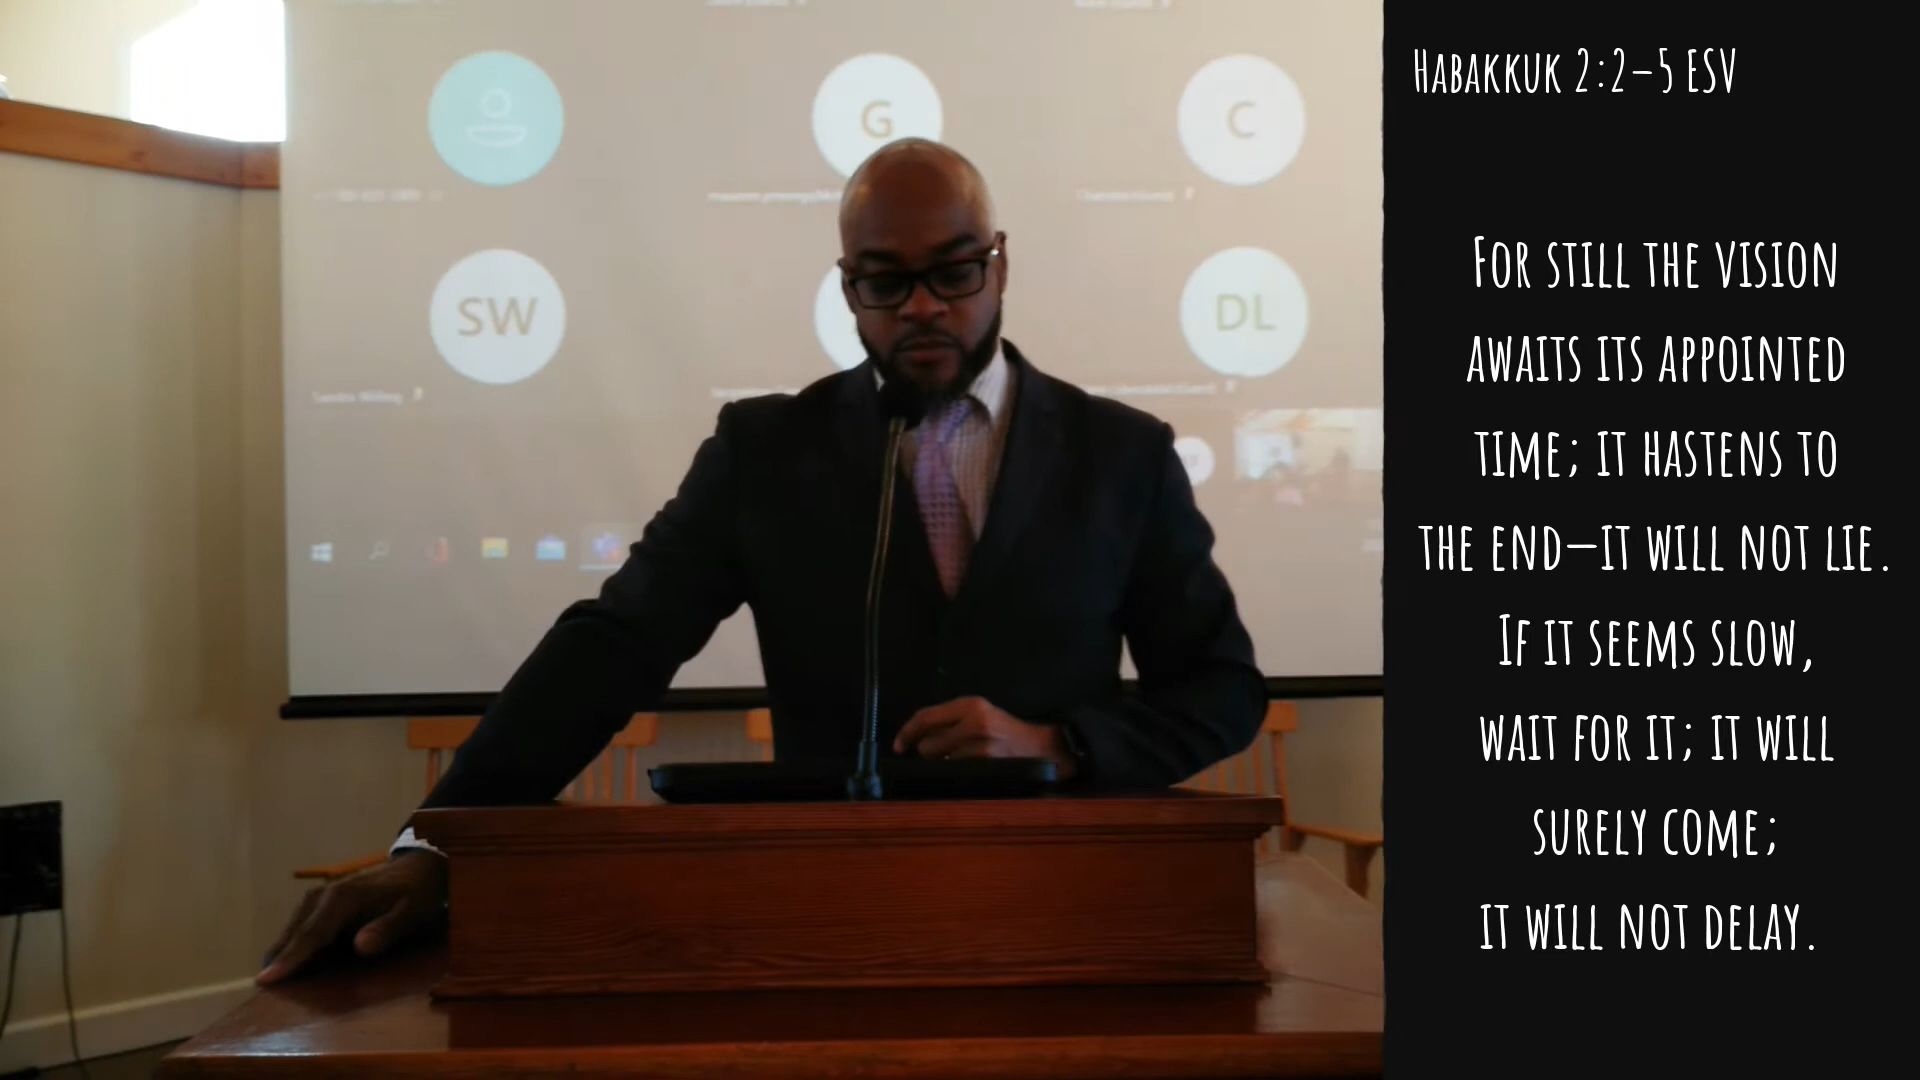 G
C
SW
DL
Habakkuk 2:2–5 ESV
For still the vision
awaits its appointed
time; it hastens to
the end—it will not lie.
If it seems slow,
wait for it; it will
surely come;
it will not delay.